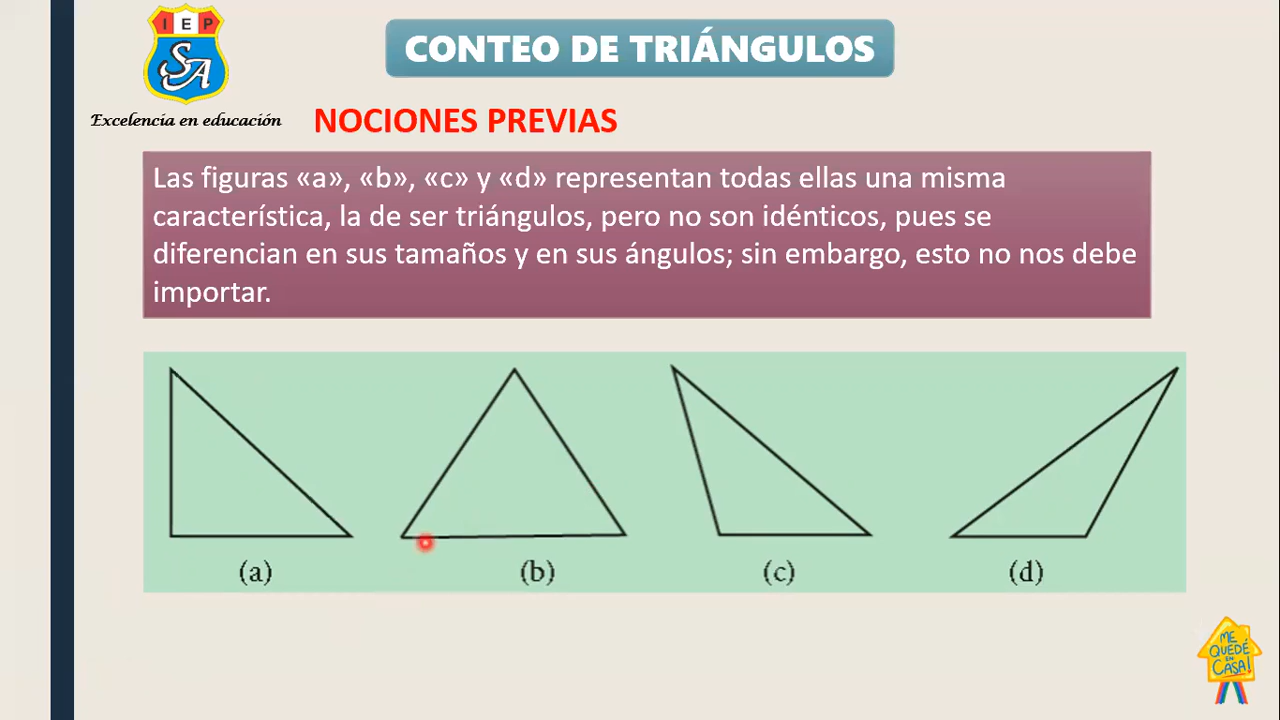 I E P
SA
CONTEO DE TRIÁNGULOS
Excelencia en educación
NOCIONES PREVIAS
Las figuras «a», «b», «c» y «d» representan todas ellas una misma
característica, la de ser triángulos, pero no son idénticos, pues se
diferencian en sus tamaños y en sus ángulos; sin embargo, esto no nos debe
importar.
(a) (b) (c) (d)
ME
QUEDÉ
EN
CASA!